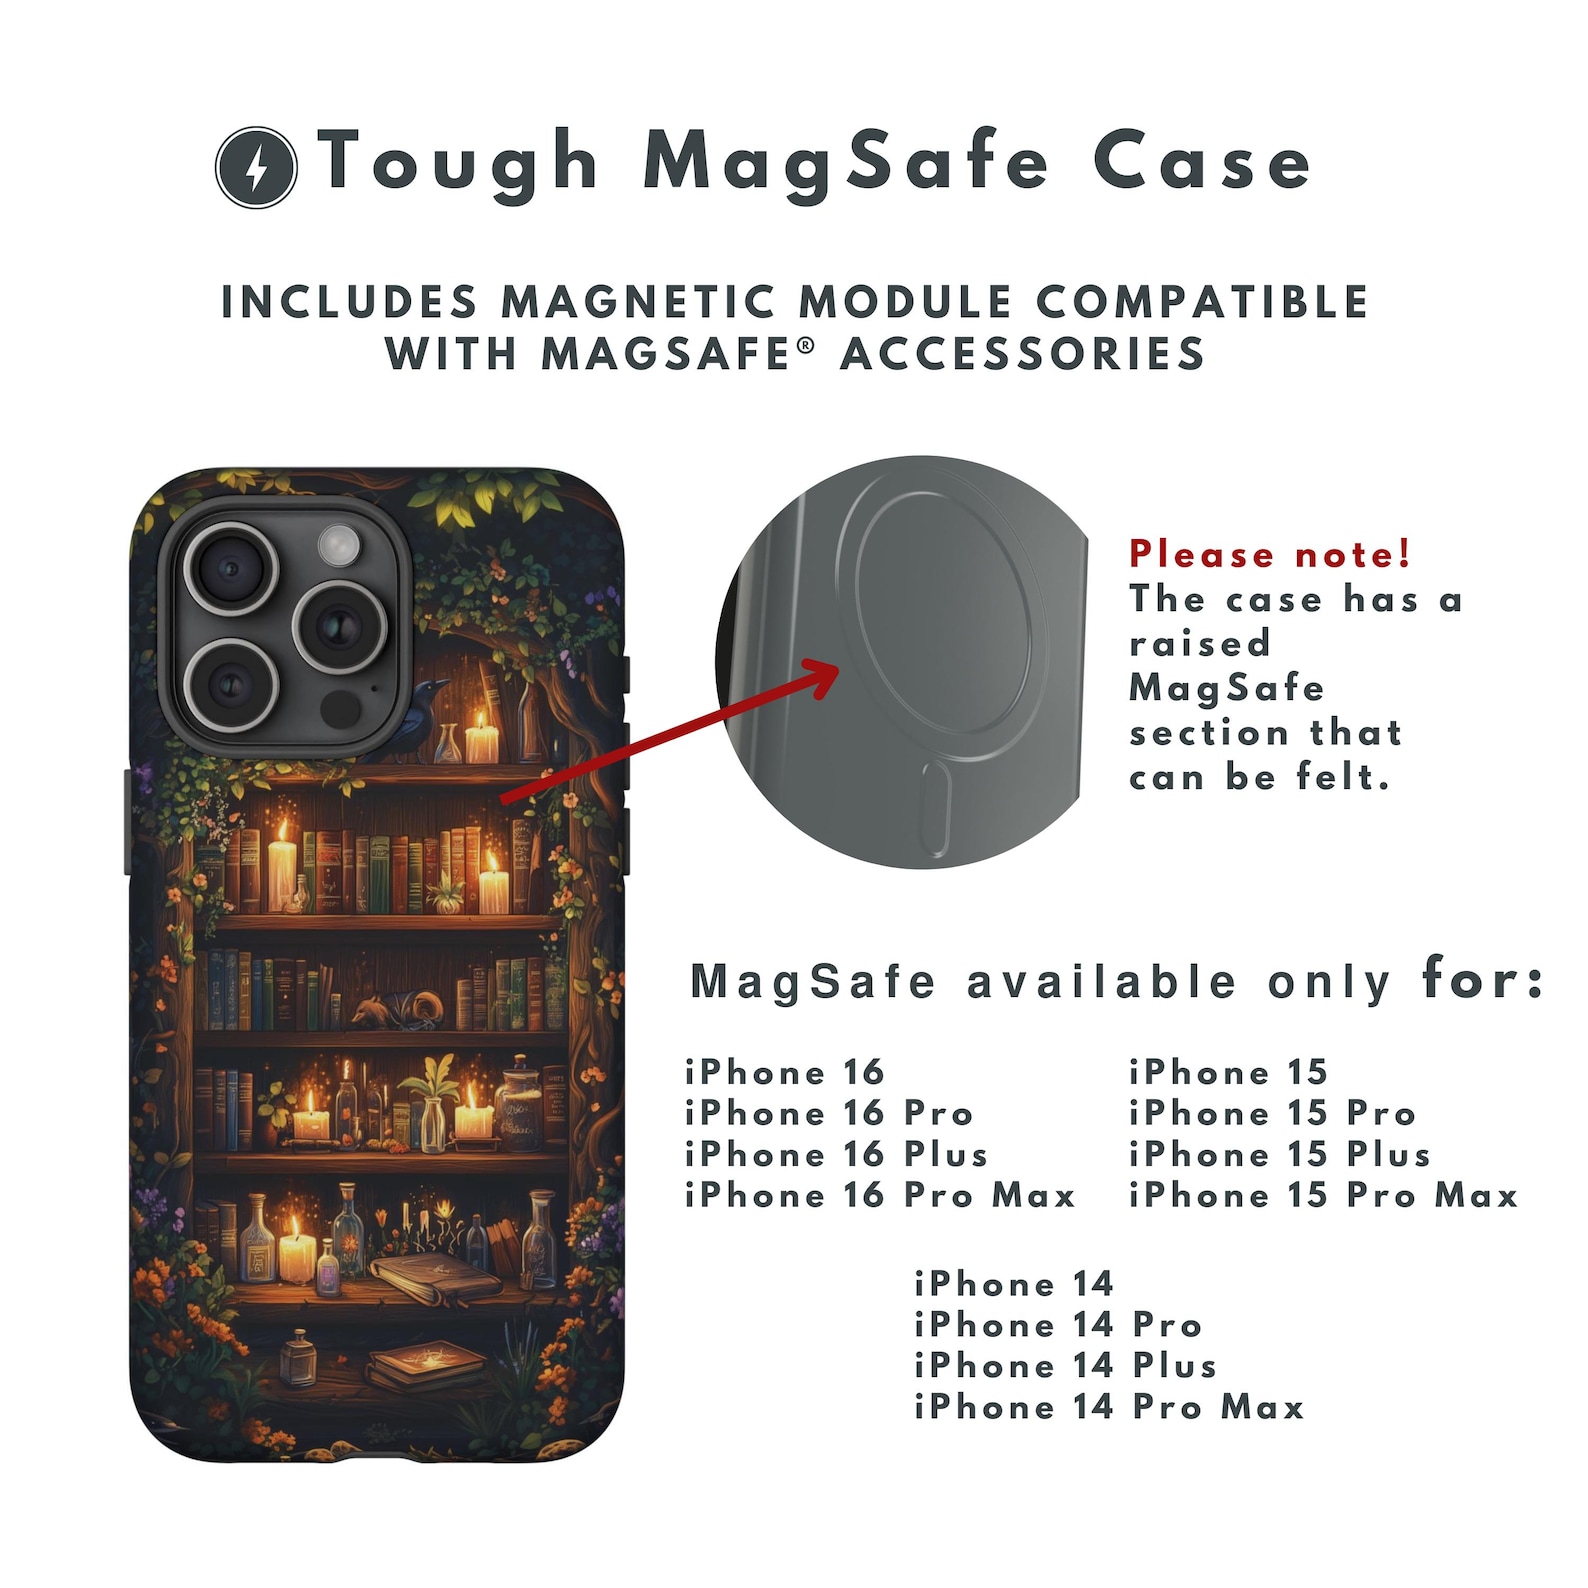 Tough MagSafe Case
INCLUDES MAGNETIC MODULE COMPATIBLE
WITH MAGSAFE® ACCESSORIES
Please note!
The case has a
raised
MagSafe
section that
can be felt.
MagSafe available only for:
iPhone 16
iPhone 16 Pro
iPhone 16 Plus
iPhone 16 Pro Max
iPhone 15
iPhone 15 Pro
iPhone 15 Plus
iPhone 15 Pro Max
iPhone 14
iPhone 14 Pro
iPhone 14 Plus
iPhone 14 Pro Max